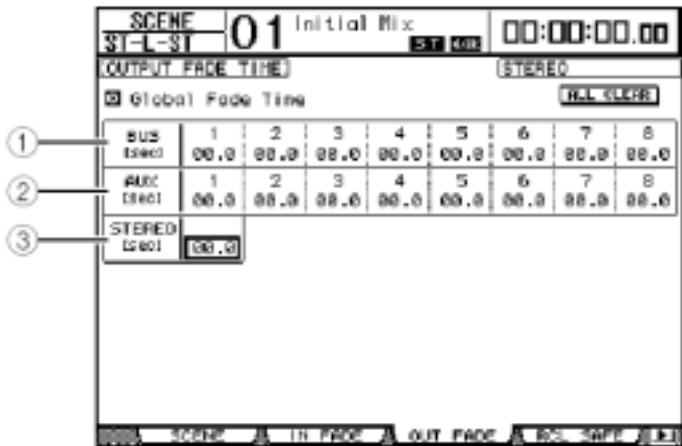 SCENE 01 Initial Mix 00:00:00.00
ST-L-ST ST
OUTPUT FADE TIME STEREO
Global Fade Time ALL CLEAR
① BUS [sec] 1 2 3 4 5 6 7 8
00.0 00.0 00.0 00.0 00.0 00.0 00.0 00.0
② AUX [sec] 1 2 3 4 5 6 7 8
00.0 00.0 00.0 00.0 00.0 00.0 00.0 00.0
③ STEREO [sec] 00.0
SCENE IN FADE OUT FADE RCL SAFE